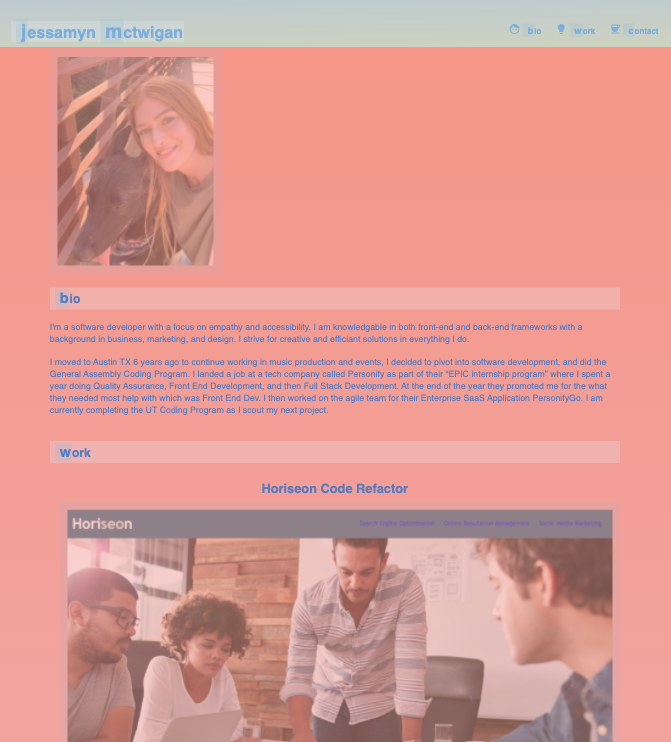 jessamyn mctwigan
bio work contact
bio
I'm a software developer with a focus on empathy and accessibility. I am knowledgable in both front-end and back-end frameworks with a
background in business, marketing, and design. I strive for creative and efficiant solutions in everything I do.
I moved to Austin TX 6 years ago to continue working in music production and events, I decided to pivot into software development, and did the
General Assembly Coding Program. I landed a job at a tech company called Personify as part of their "EPIC internship program" where I spent a
year doing Quality Assurance, Front End Development, and then Full Stack Development. At the end of the year they promoted me for the what
they needed most help with which was Front End Dev. I then worked on the agile team for their Enterprise SaaS Application PersonifyGo. I am
currently completing the UT Coding Program as I scout my next project.
work
Horiseon Code Refactor
Horiseon
Search Engine Optimization Online Reputation Management Social Media Marketing